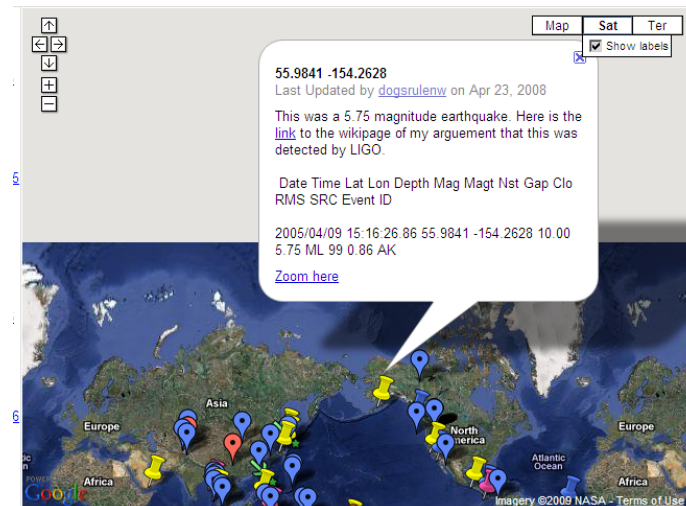 Map Sat Ter
Show labels
55.9841 -154.2628
Last Updated by dogsrulenw on Apr 23, 2008
This was a 5.75 magnitude earthquake. Here is the
link to the wikipage of my arguement that this was
detected by LIGO.
Date Time Lat Lon Depth Mag Magt Nst Gap Clo
RMS SRC Event ID
2005/04/09 15:16:26.86 55.9841 -154.2628 10.00
5.75 ML 99 0.86 AK
Zoom here
5
6
Asia
Europe
Africa
North
America
Atlantic
Ocean
Europe
Africa
POWERED BY
Google
Imagery ©2009 NASA - Terms of Use